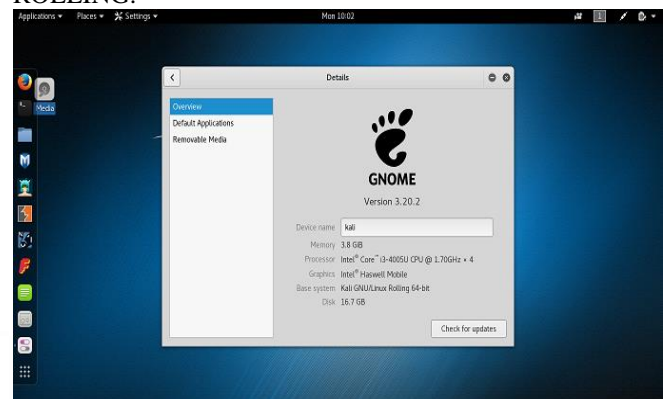 ROLLING.
Applications ▾ Places ▾ Settings ▾ Mon 10:02 1
Media
Details
Overview
Default Applications
Removable Media
GNOME
Version 3.20.2
Device name kali
Memory 3.8 GiB
Processor Intel® Core™ i3-4005U CPU @ 1.70GHz × 4
Graphics Intel® Haswell Mobile
Base system Kali GNU/Linux Rolling 64-bit
Disk 16.7 GB
Check for updates